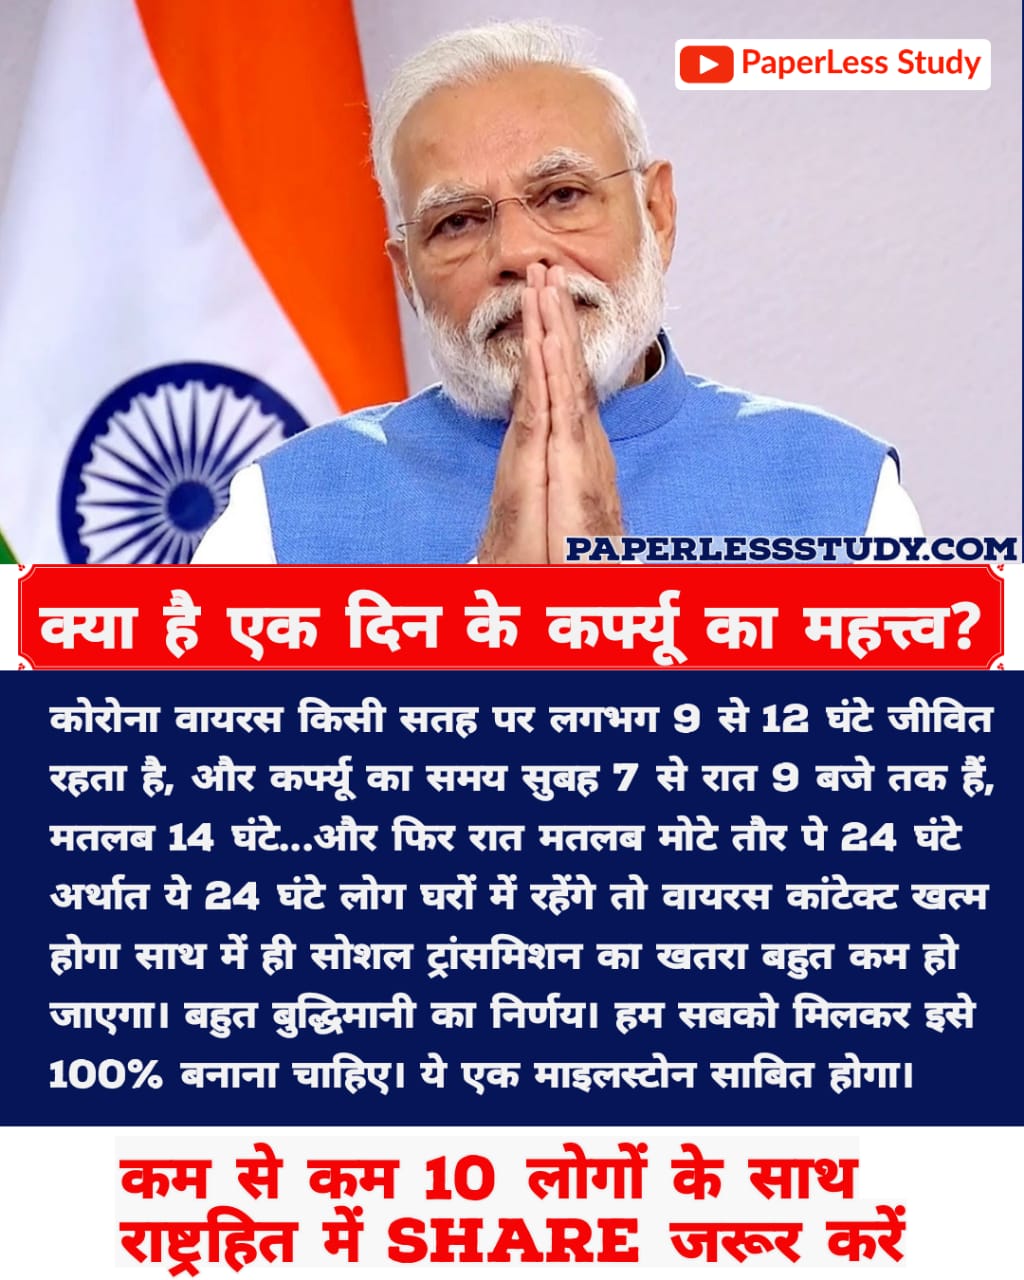 PaperLess Study
PAPERLESSSTUDY.COM
क्या है एक दिन के कर्फ्यू का महत्त्व?
कोरोना वायरस किसी सतह पर लगभग 9 से 12 घंटे जीवित
रहता है, और कर्फ्यू का समय सुबह 7 से रात 9 बजे तक हैं,
मतलब 14 घंटे...और फिर रात मतलब मोटे तौर पे 24 घंटे
अर्थात ये 24 घंटे लोग घरों में रहेंगे तो वायरस कांटेक्ट खत्म
होगा साथ में ही सोशल ट्रांसमिशन का खतरा बहुत कम हो
जाएगा। बहुत बुद्धिमानी का निर्णय। हम सबको मिलकर इसे
100% बनाना चाहिए। ये एक माइलस्टोन साबित होगा।
कम से कम 10 लोगों के साथ
राष्ट्रहित में SHARE जरूर करें